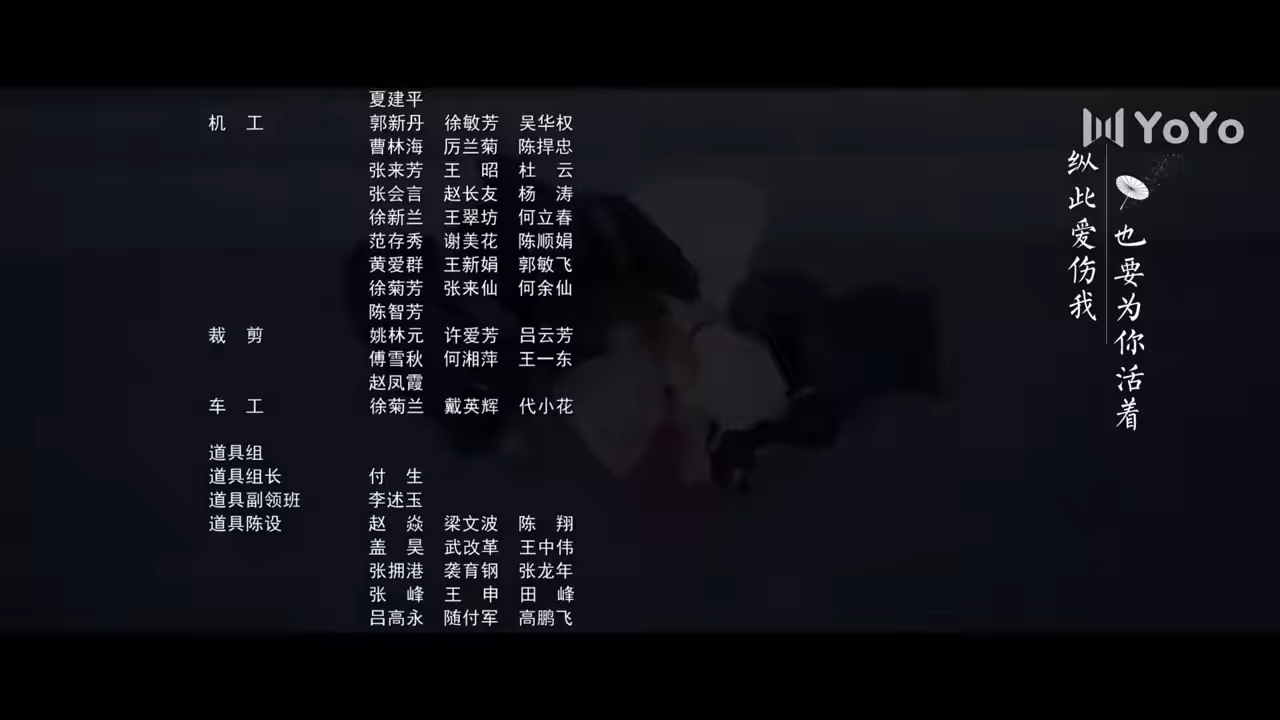 夏建平
机 工 郭新丹 徐敏芳 吴华权
曹林海 厉兰菊 陈捍忠
张来芳 王 昭 杜 云
张会言 赵长友 杨 涛
徐新兰 王翠坊 何立春
范存秀 谢美花 陈顺娟
黄爱群 王新娟 郭敏飞
徐菊芳 张来仙 何余仙
陈智芳
裁 剪 姚林元 许爱芳 吕云芳
傅雪秋 何湘萍 王一东
赵凤霞
车 工 徐菊兰 戴英辉 代小花
道具组
道具组长 付 生
道具副领班 李述玉
道具陈设 赵 焱 梁文波 陈 翔
盖 昊 武改革 王中伟
张拥港 袭育钢 张龙年
张 峰 王 申 田 峰
吕高永 随付军 高鹏飞
YoYo
纵此爱伤我
也要为你活着